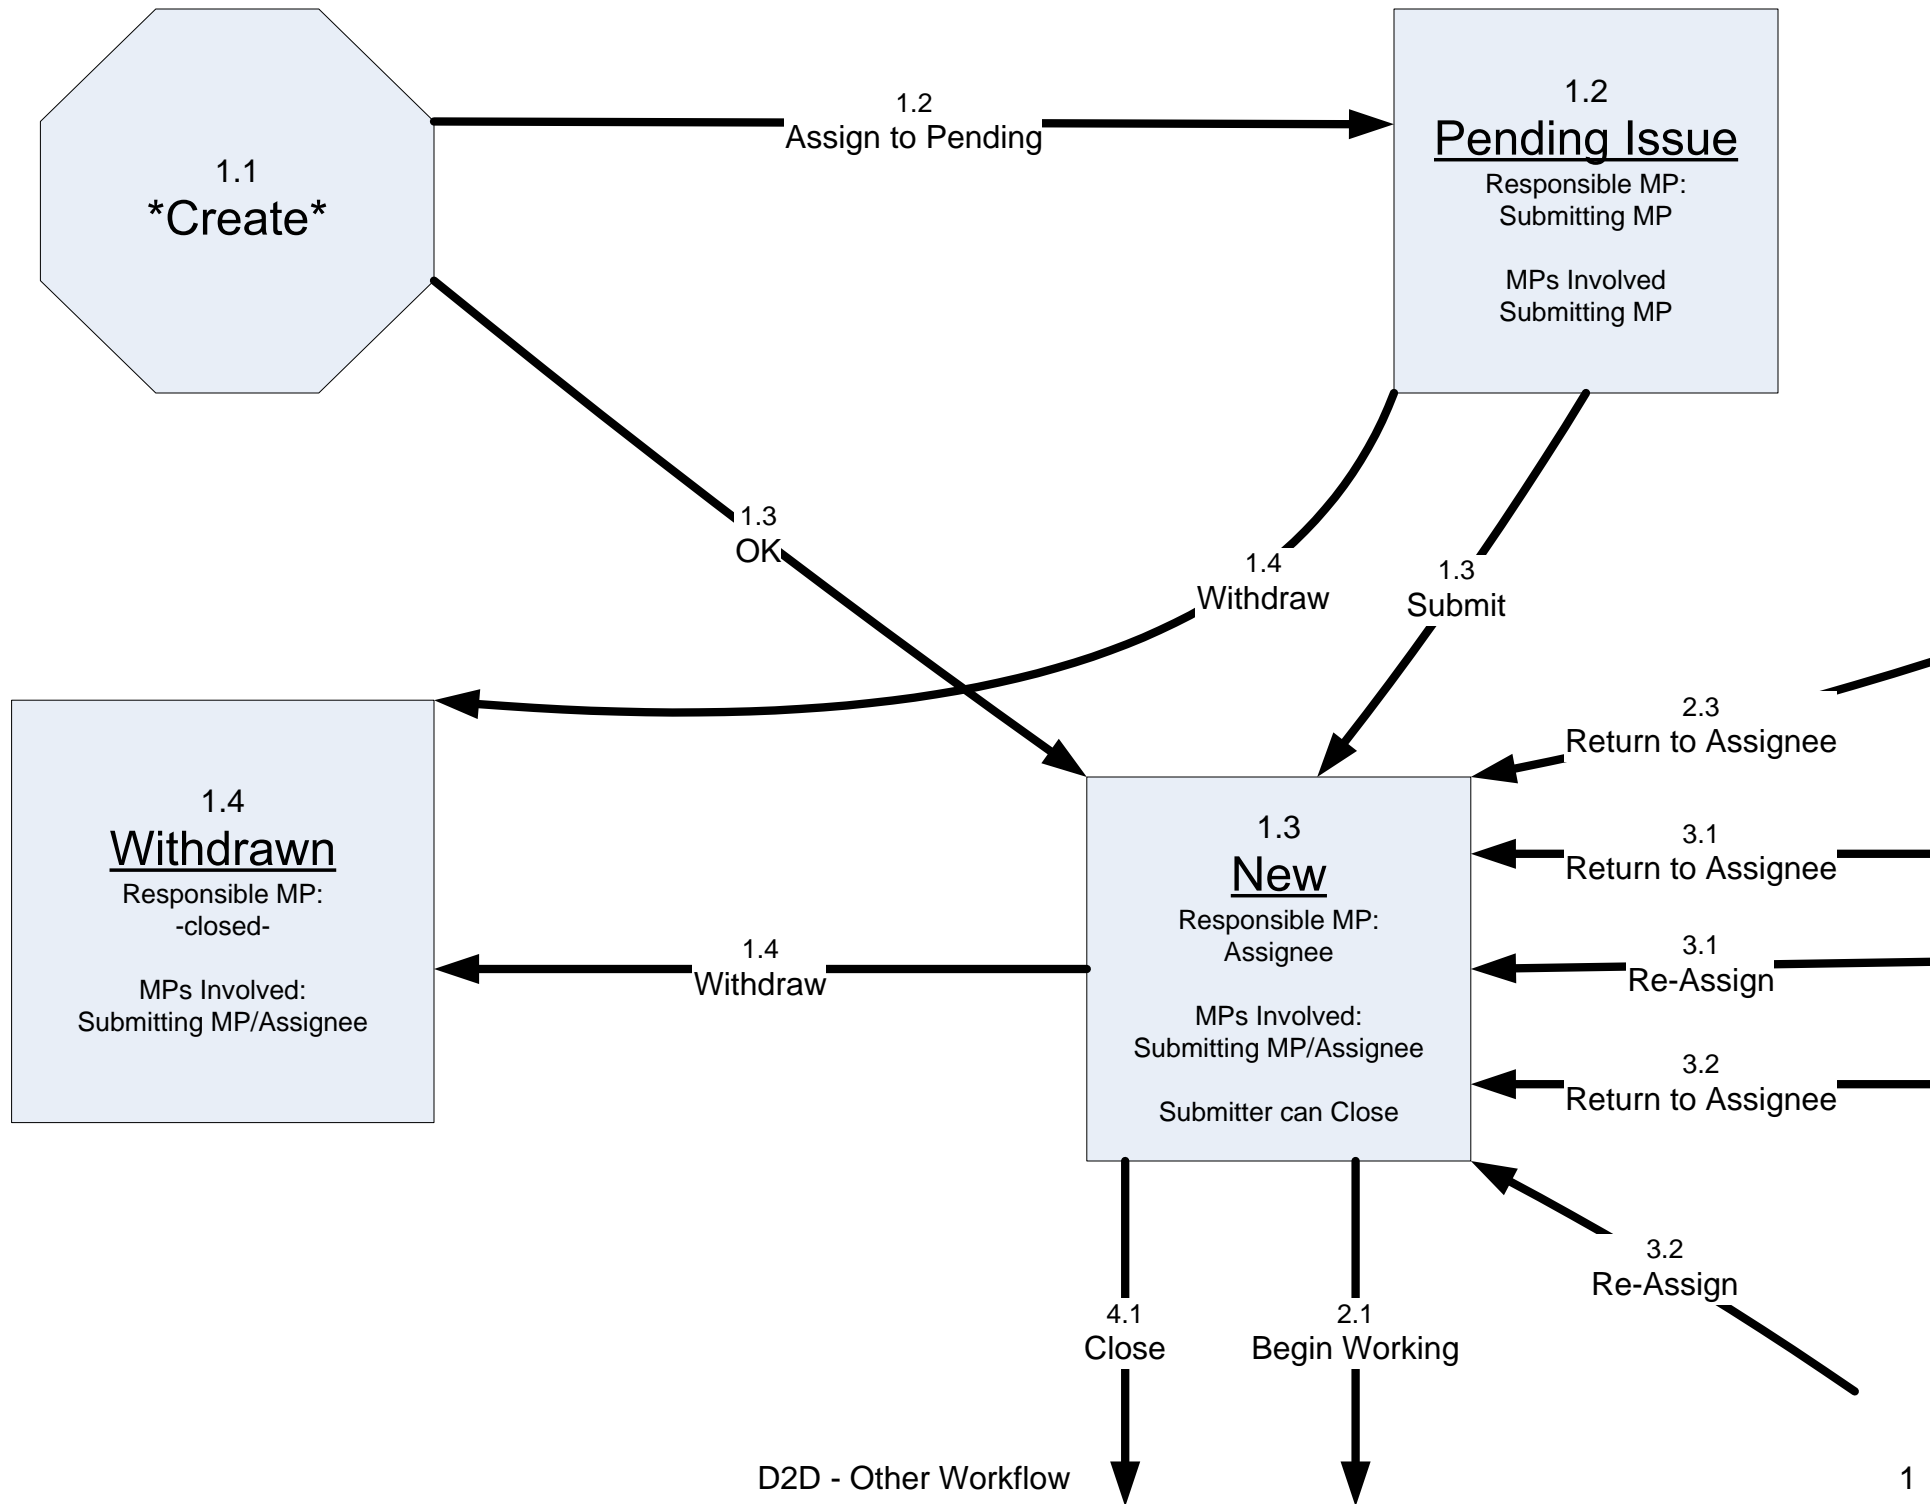 1.1
*Create*
1.2
Assign to Pending
1.2
Pending Issue
Responsible MP:
Submitting MP
MPs Involved
Submitting MP
1.3
OK
1.4
Withdraw
1.3
Submit
1.4
Withdrawn
Responsible MP:
-closed-
MPs Involved:
Submitting MP/Assignee
1.4
Withdraw
1.3
New
Responsible MP:
Assignee
MPs Involved:
Submitting MP/Assignee
Submitter can Close
2.3
Return to Assignee
3.1
Return to Assignee
3.1
Re-Assign
3.2
Return to Assignee
3.2
Re-Assign
4.1
Close
2.1
Begin Working
D2D - Other Workflow
1